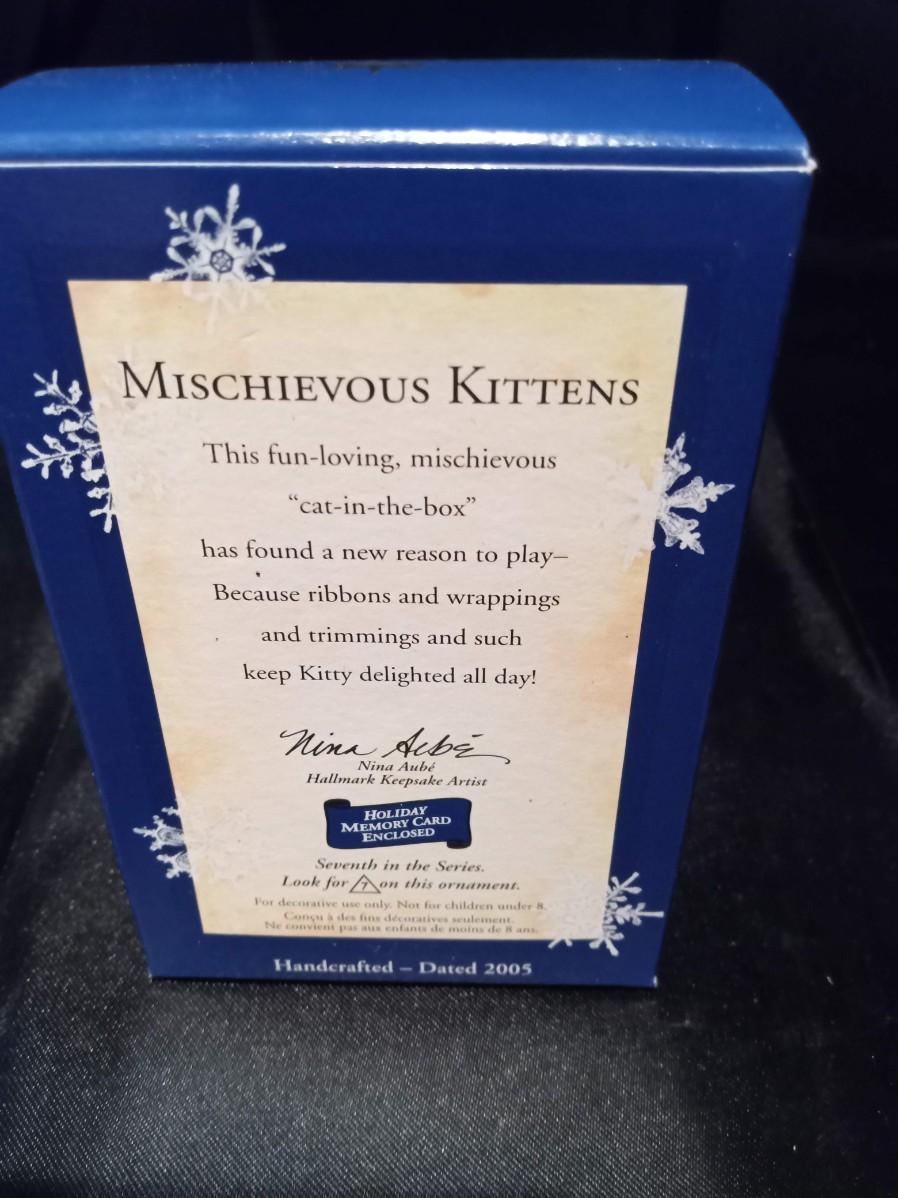 MISCHIEVOUS KITTENS
This fun-loving, mischievous
“cat-in-the-box”
has found a new reason to play–
Because ribbons and wrappings
and trimmings and such
keep Kitty delighted all day!
Nina Aubé
Nina Aubé
Hallmark Keepsake Artist
HOLIDAY
MEMORY CARD
ENCLOSED
Seventh in the Series.
Look for 7 on this ornament.
For decorative use only. Not for children under 8.
Conçu à des fins décoratives seulement.
Ne convient pas aux enfants de moins de 8 ans.
Handcrafted – Dated 2005